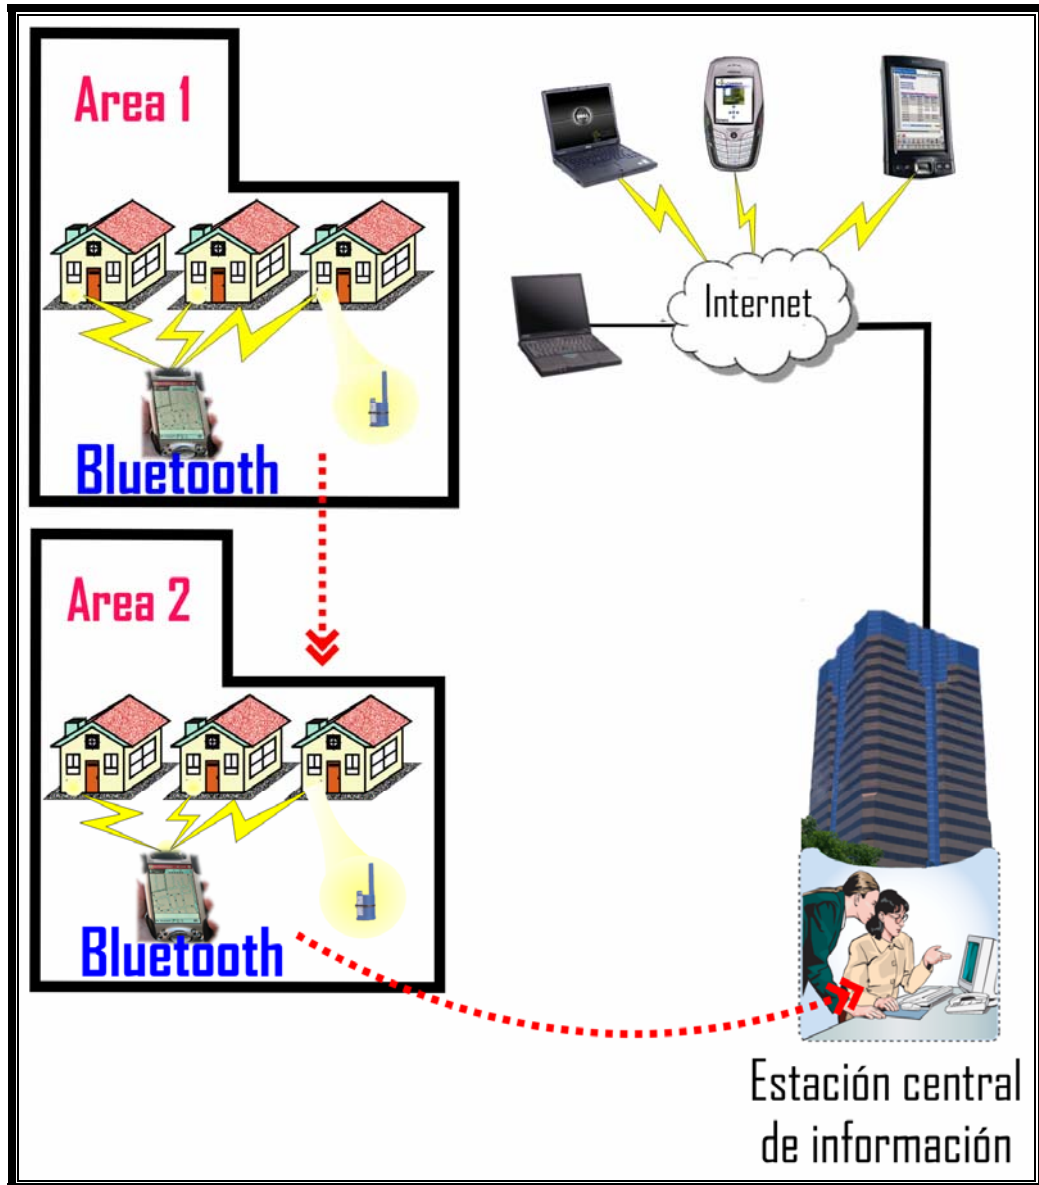 Area 1
Bluetooth
Area 2
Bluetooth
Internet
Estación central
de información